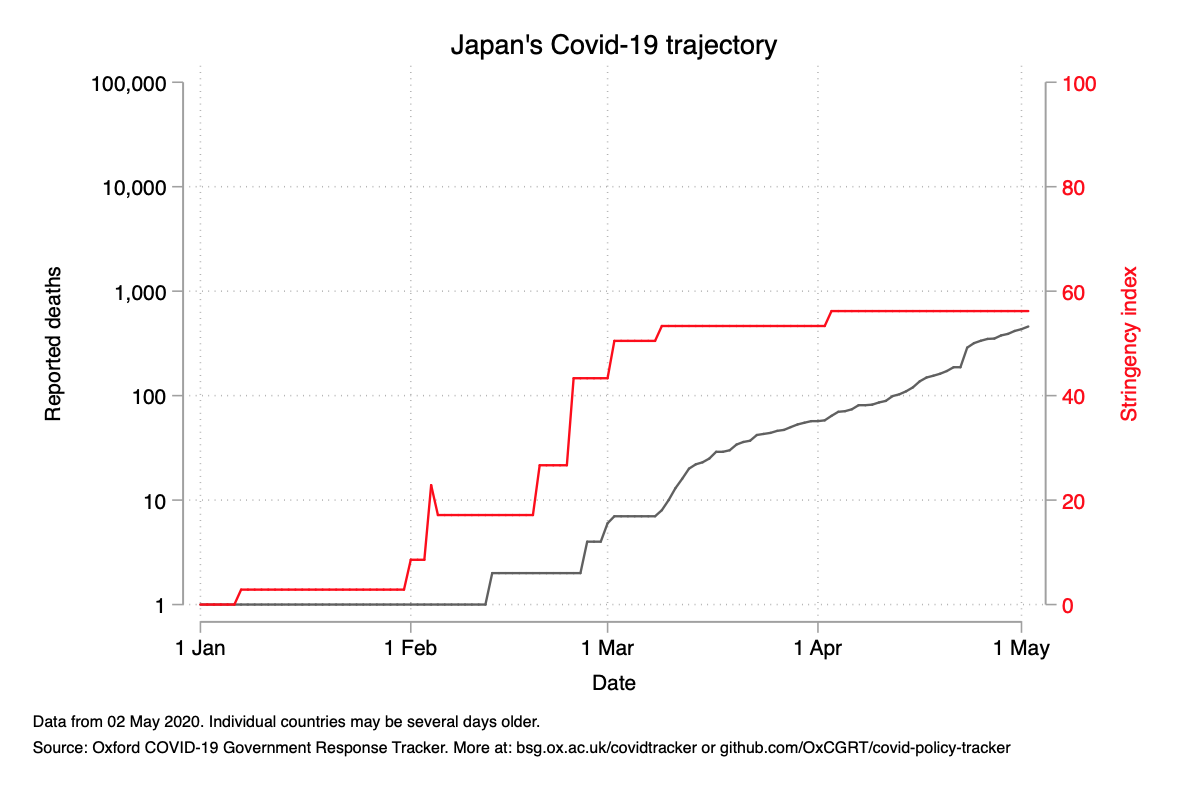 Japan's Covid-19 trajectory
100,000
10,000
1,000
100
10
1
Reported deaths
100
80
60
40
20
0
Stringency index
1 Jan
1 Feb
1 Mar
1 Apr
1 May
Date
Data from 02 May 2020. Individual countries may be several days older.
Source: Oxford COVID-19 Government Response Tracker. More at: bsg.ox.ac.uk/covidtracker or github.com/OxCGRT/covid-policy-tracker